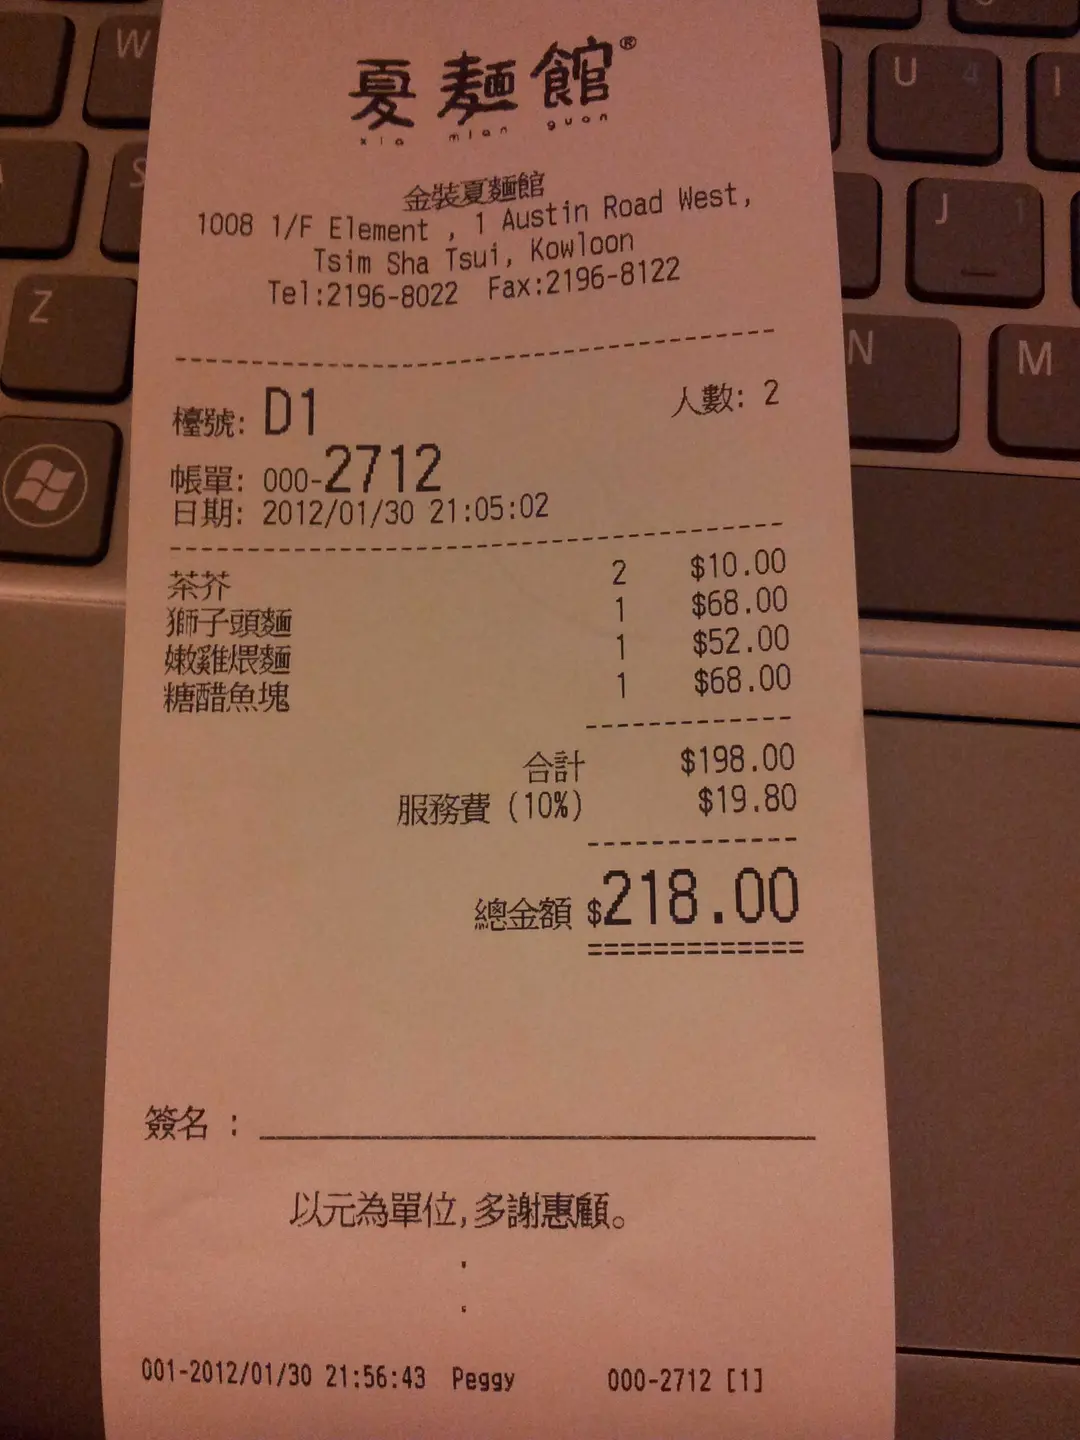 夏麵館®
xia mian guan
金裝夏麵館
1008 1/F Element , 1 Austin Road West,
Tsim Sha Tsui, Kowloon
Tel:2196-8022 Fax:2196-8122
檯號: D1 人數: 2
帳單: 000-2712
日期: 2012/01/30 21:05:02
茶芥 2 $10.00
獅子頭麵 1 $68.00
嫩雞煨麵 1 $52.00
糖醋魚塊 1 $68.00
合計 $198.00
服務費 (10%) $19.80
總金額 $218.00
=============
簽名 :
以元為單位,多謝惠顧。
001-2012/01/30 21:56:43 Peggy 000-2712 [1]
W
U 4
I
A
S
J 1
Z
N
M